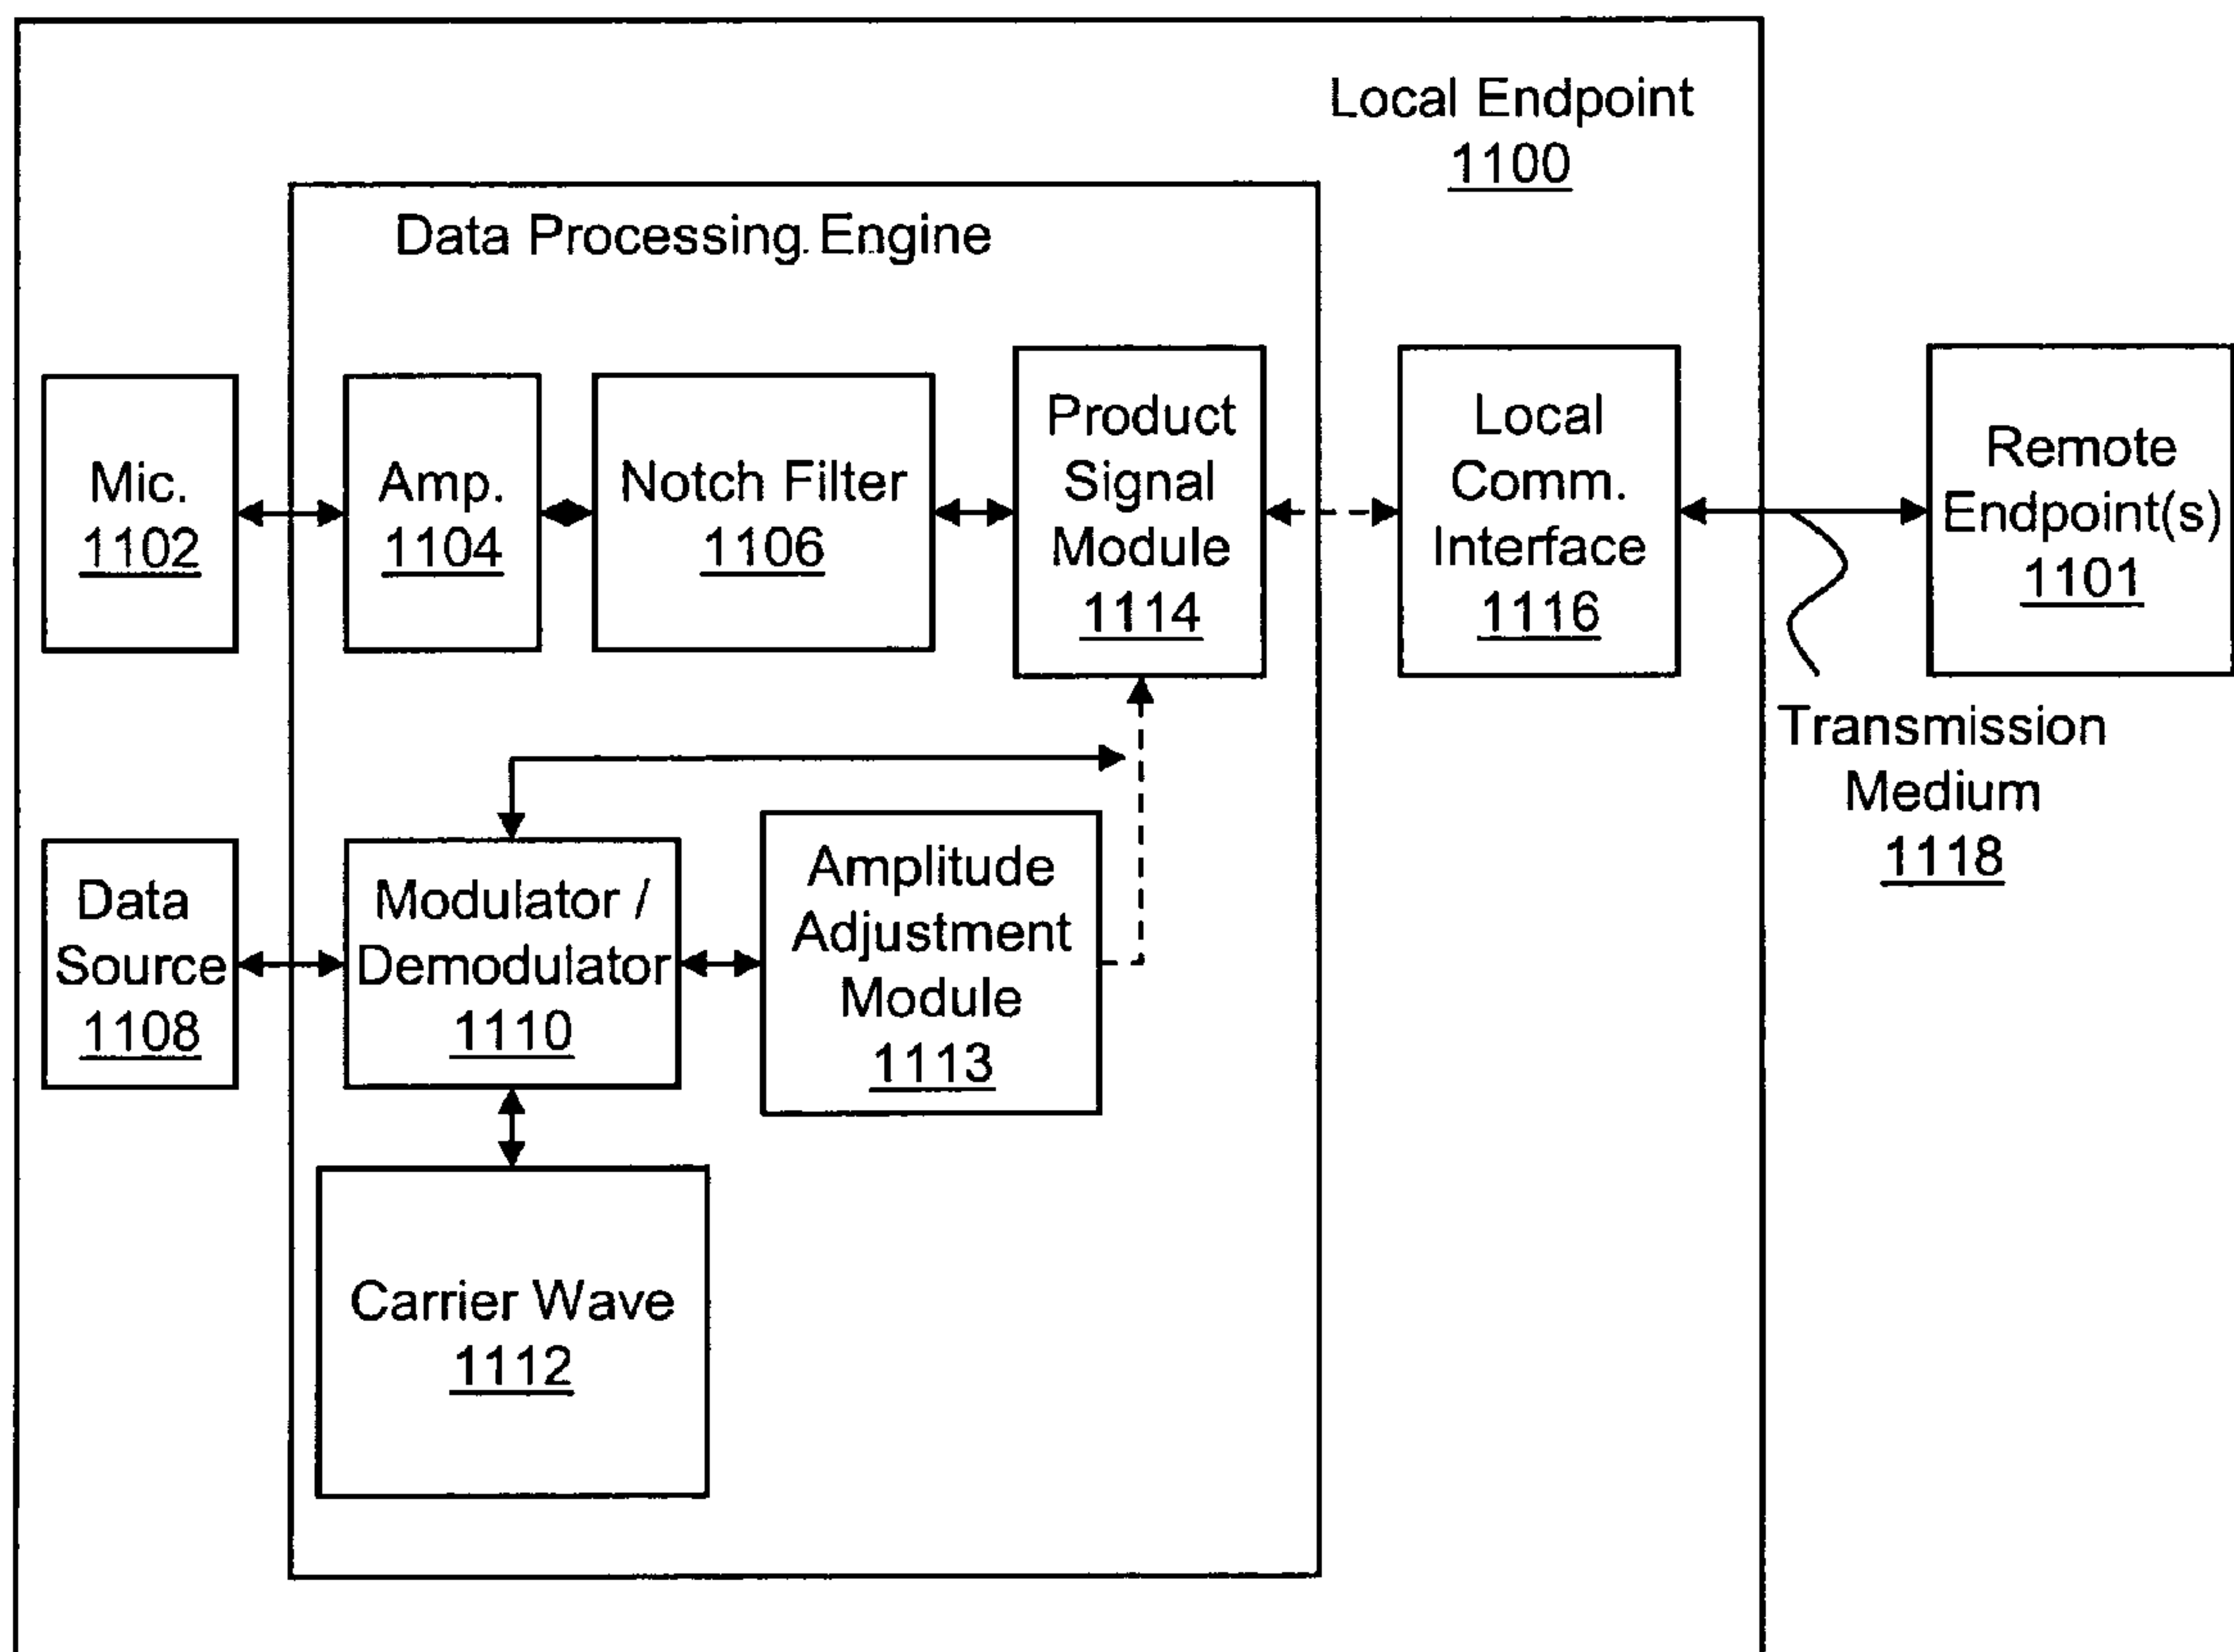 Local Endpoint
1100
Data Processing Engine
Mic.
1102
Amp.
1104
Notch Filter
1106
Product
Signal
Module
1114
Local
Comm.
Interface
1116
Remote
Endpoint(s)
1101
Transmission
Medium
1118
Data
Source
1108
Modulator /
Demodulator
1110
Amplitude
Adjustment
Module
1113
Carrier Wave
1112